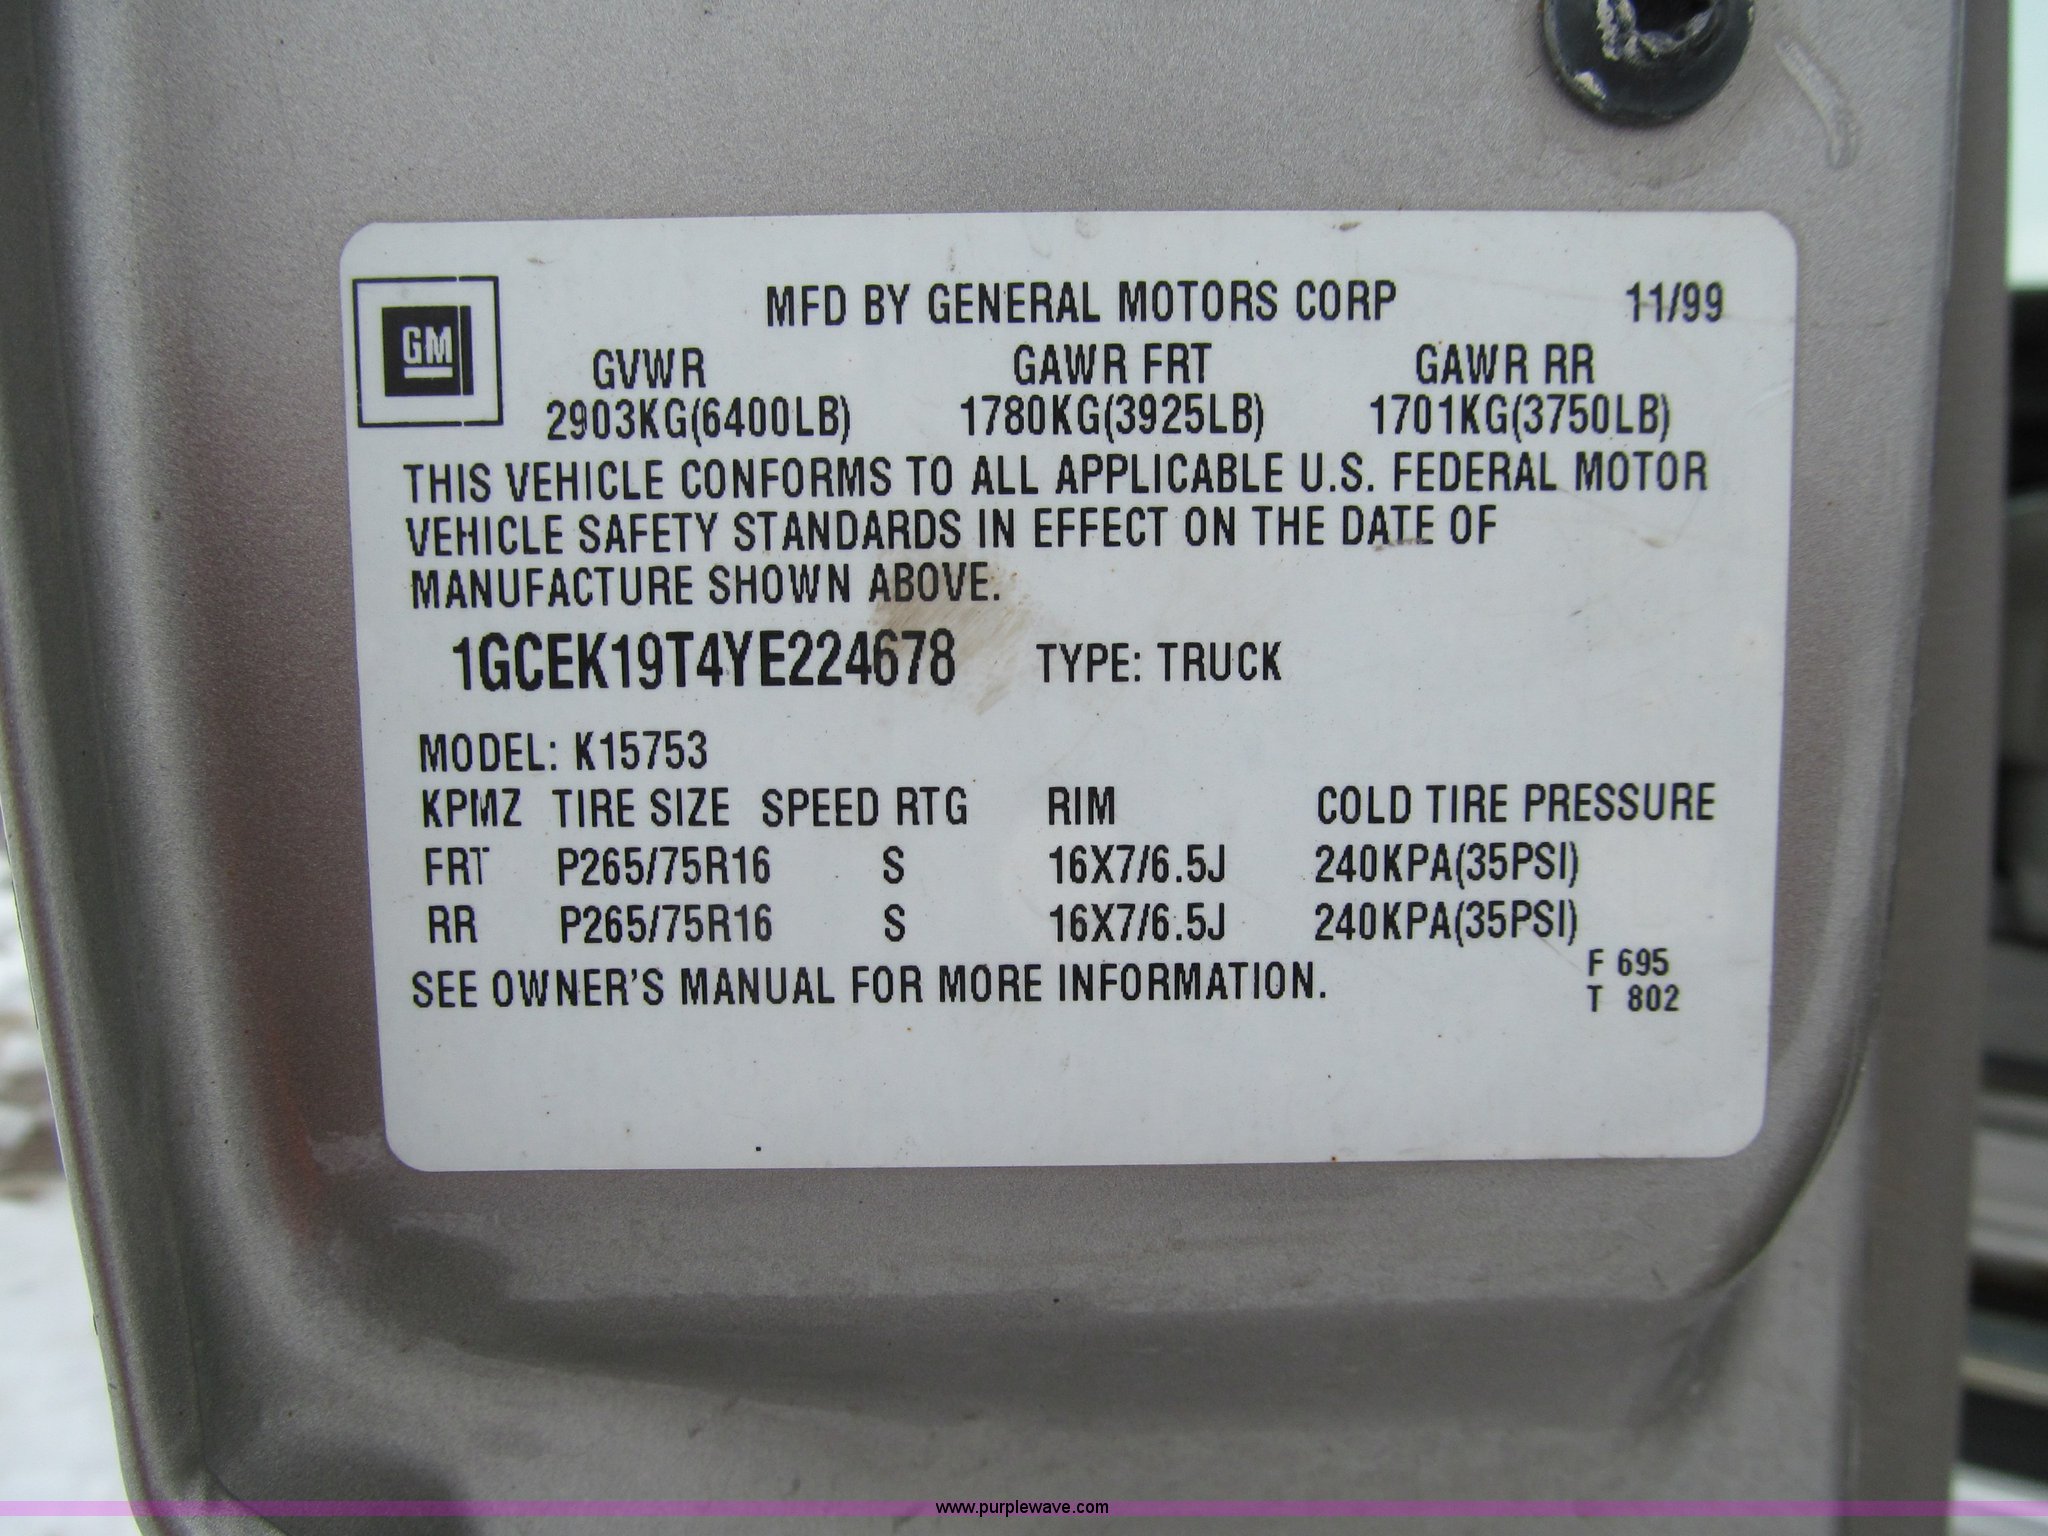 GM
MFD BY GENERAL MOTORS CORP 11/99
GVWR GAWR FRT GAWR RR
2903KG(6400LB) 1780KG(3925LB) 1701KG(3750LB)
THIS VEHICLE CONFORMS TO ALL APPLICABLE U.S. FEDERAL MOTOR
VEHICLE SAFETY STANDARDS IN EFFECT ON THE DATE OF
MANUFACTURE SHOWN ABOVE.
1GCEK19T4YE224678 TYPE: TRUCK
MODEL: K15753
KPMZ TIRE SIZE SPEED RTG RIM COLD TIRE PRESSURE
FRT P265/75R16 S 16X7/6.5J 240KPA(35PSI)
RR P265/75R16 S 16X7/6.5J 240KPA(35PSI)
SEE OWNER'S MANUAL FOR MORE INFORMATION.
F 695
T 802
www.purplewave.com